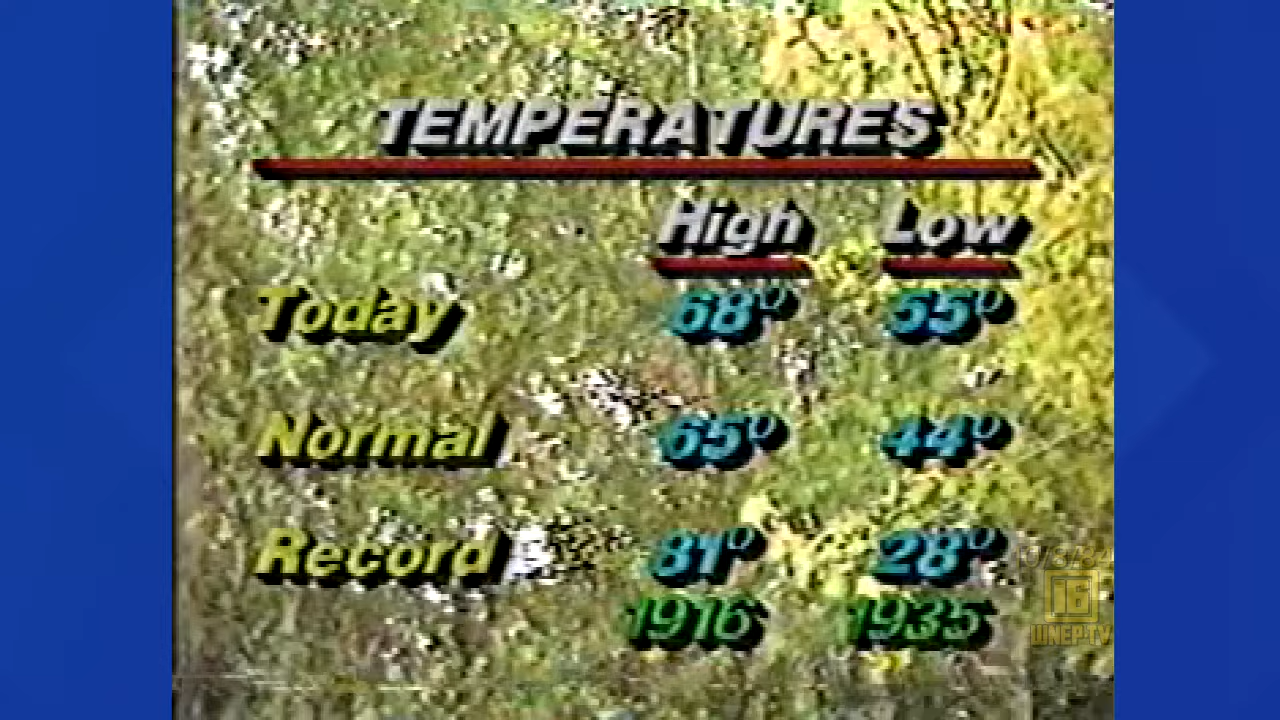 TEMPERATURES
High Low
Today 68° 55°
Normal 65° 44°
Record 81° 28°
1916 1935
16
WNEP-TV